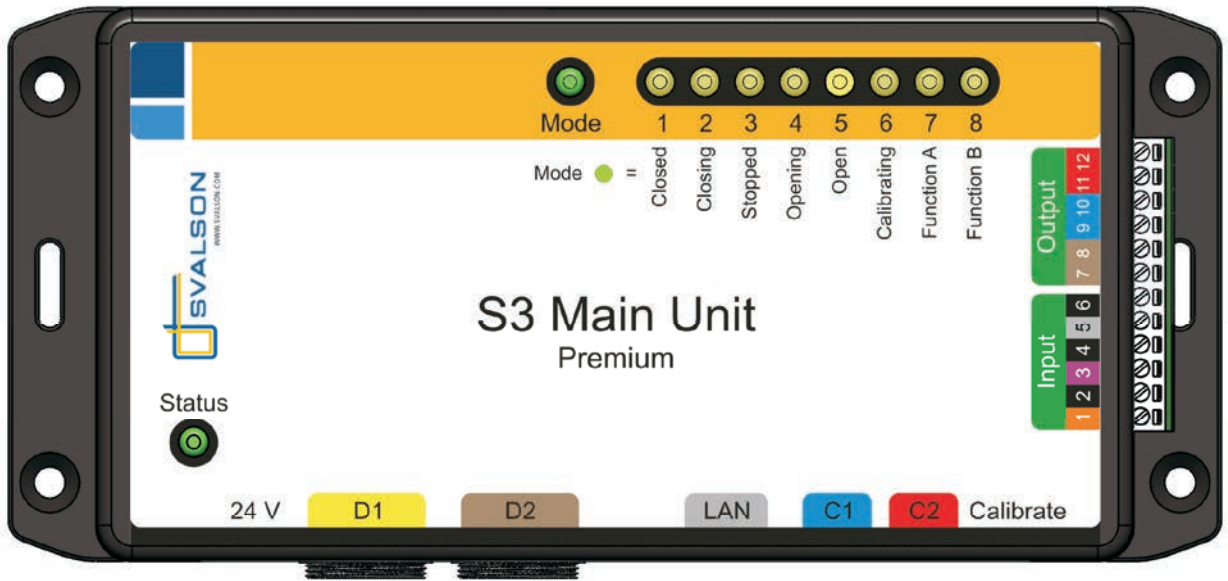 Mode 1 2 3 4 5 6 7 8
Mode =
Closed
Closing
Stopped
Opening
Open
Calibrating
Function A
Function B
SVALSON
WWW.SVALSON.COM
S3 Main Unit
Premium
Output
7 8 9 10 11 12
Input
1 2 3 4 5 6
Status
24 V D1 D2 LAN C1 C2 Calibrate